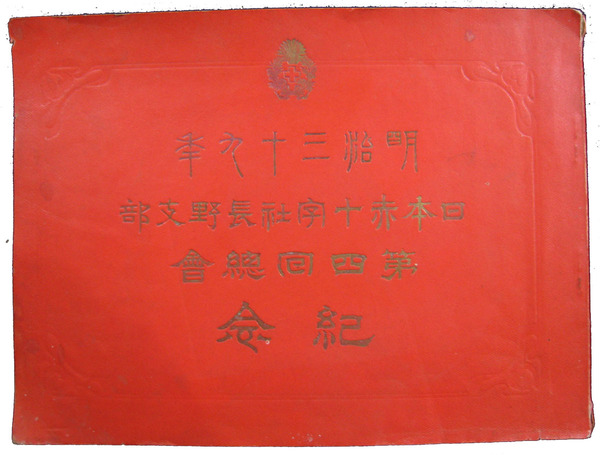 明治三十九年
日本赤十字社長野支部
第四回總會
紀念